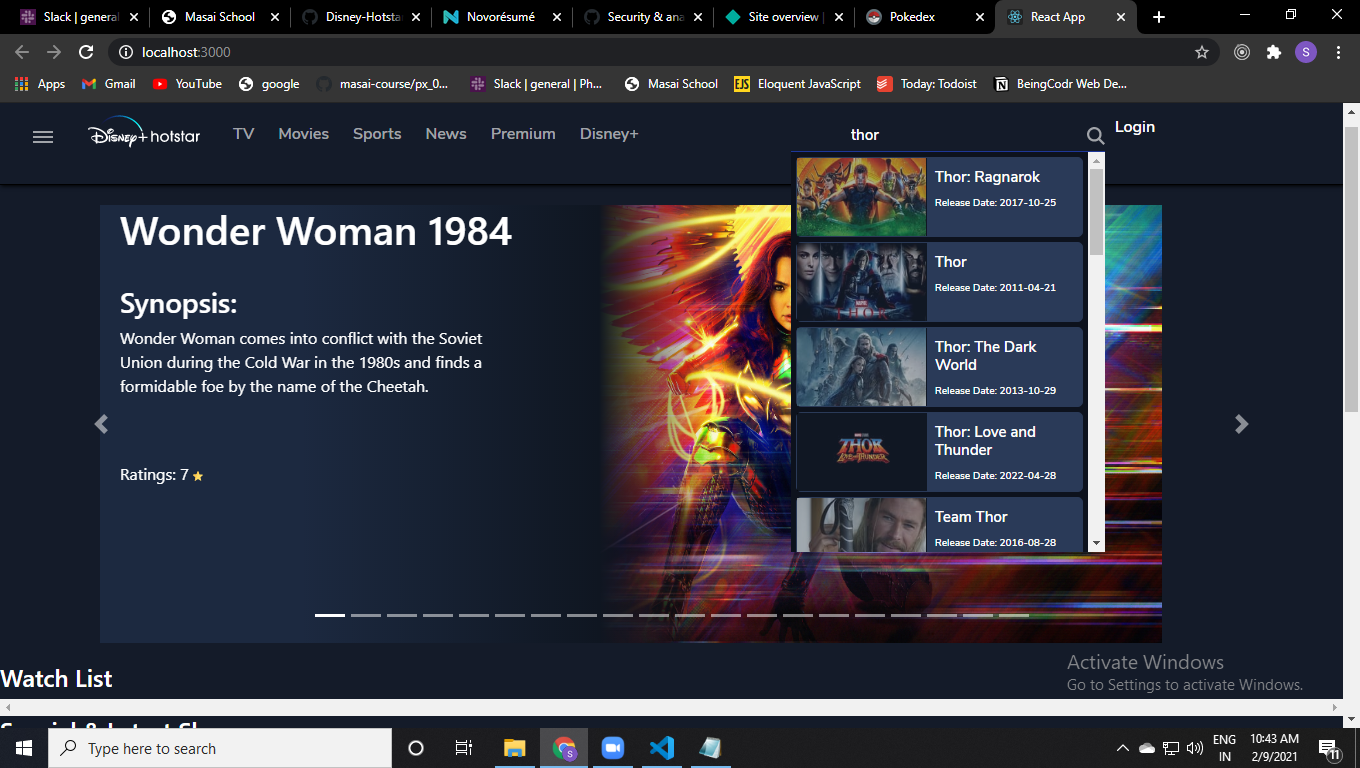 Slack | general
Masai School
Disney-Hotsta
Novorésumé
Security & ana
Site overview |
Pokedex
React App
localhost:3000
S
Apps
Gmail
YouTube
google
masai-course/px_0...
Slack | general | Ph...
Masai School
EJS
Eloquent JavaScript
Today: Todoist
BeingCodr Web De...
Disney+ hotstar
TV
Movies
Sports
News
Premium
Disney+
thor
Login
Thor: Ragnarok
Release Date: 2017-10-25
Thor
Release Date: 2011-04-21
MARVEL
THOR
Thor: The Dark
World
Release Date: 2013-10-29
Thor: Love and
Thunder
Release Date: 2022-04-28
THOR
LOVE AND THUNDER
Team Thor
Release Date: 2016-08-28
Wonder Woman 1984
Synopsis:
Wonder Woman comes into conflict with the Soviet
Union during the Cold War in the 1980s and finds a
formidable foe by the name of the Cheetah.
Ratings: 7
Watch List
Activate Windows
Go to Settings to activate Windows.
Type here to search
S
ENG
IN
10:43 AM
2/9/2021
11